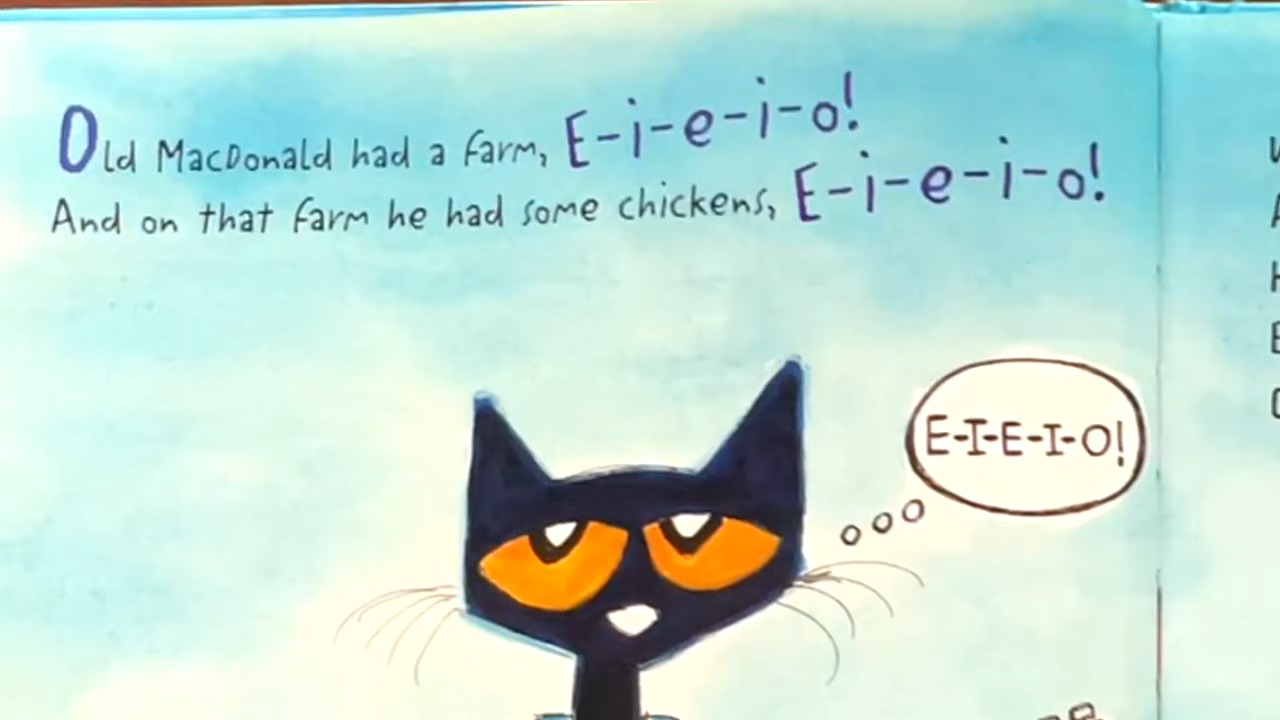 Old MacDonald had a farm, E-i-e-i-o!
And on that farm he had some chickens, E-i-e-i-o!
E-I-E-I-O!